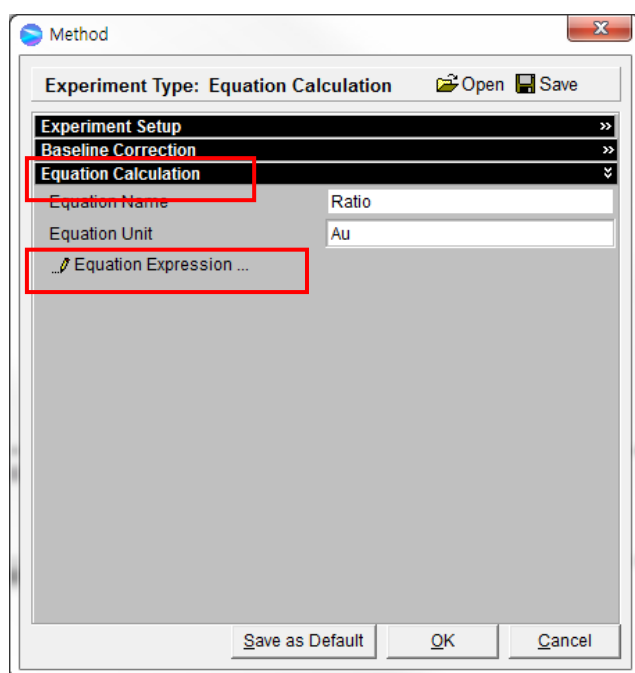 Method
Experiment Type: Equation Calculation Open Save
Experiment Setup
Baseline Correction
Equation Calculation
Equation Name Ratio
Equation Unit Au
Equation Expression ...
Save as Default OK Cancel